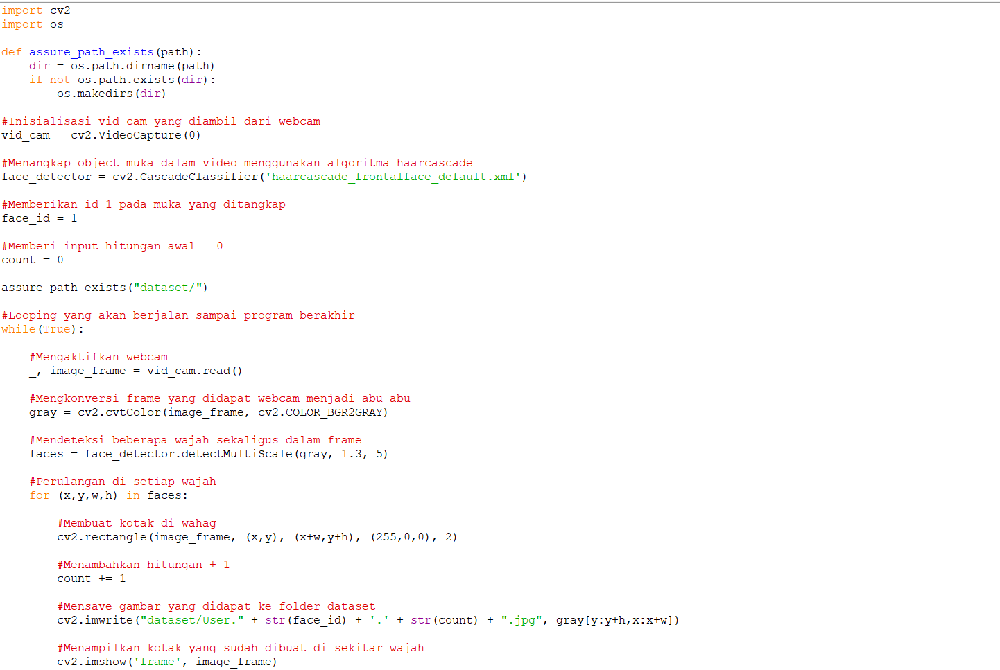 import cv2
import os
def assure_path_exists(path):
    dir = os.path.dirname(path)
    if not os.path.exists(dir):
        os.makedirs(dir)
#Inisialisasi vid cam yang diambil dari webcam
vid_cam = cv2.VideoCapture(0)
#Menangkap object muka dalam video menggunakan algoritma haarcascade
face_detector = cv2.CascadeClassifier('haarcascade_frontalface_default.xml')
#Memberikan id 1 pada muka yang ditangkap
face_id = 1
#Memberi input hitungan awal = 0
count = 0
assure_path_exists("dataset/")
#Looping yang akan berjalan sampai program berakhir
while(True):
    #Mengaktifkan webcam
    _, image_frame = vid_cam.read()
    #Mengkonversi frame yang didapat webcam menjadi abu abu
    gray = cv2.cvtColor(image_frame, cv2.COLOR_BGR2GRAY)
    #Mendeteksi beberapa wajah sekaligus dalam frame
    faces = face_detector.detectMultiScale(gray, 1.3, 5)
    #Perulangan di setiap wajah
    for (x,y,w,h) in faces:
        #Membuat kotak di wahag
        cv2.rectangle(image_frame, (x,y), (x+w,y+h), (255,0,0), 2)
        #Menambahkan hitungan + 1
        count += 1
        #Mensave gambar yang didapat ke folder dataset
        cv2.imwrite("dataset/User." + str(face_id) + '.' + str(count) + ".jpg", gray[y:y+h,x:x+w])
        #Menampilkan kotak yang sudah dibuat di sekitar wajah
        cv2.imshow('frame', image_frame)